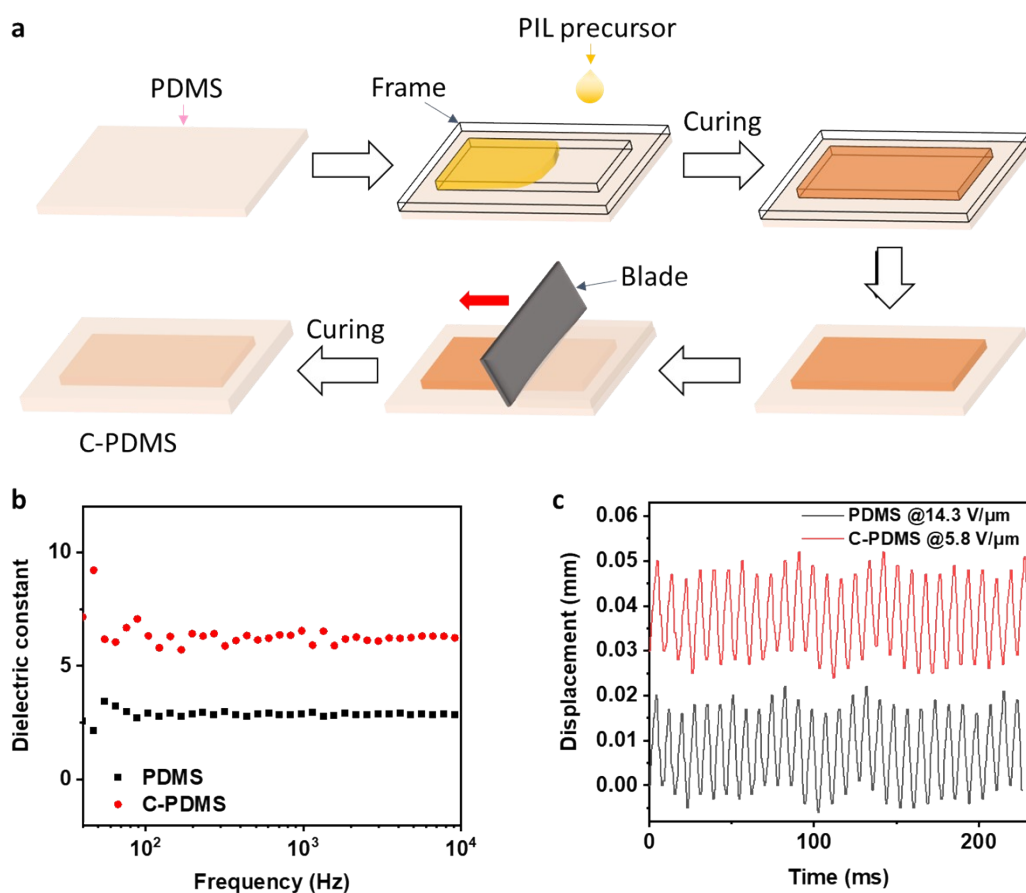 a
PIL precursor
PDMS
Frame
Curing
Blade
Curing
C-PDMS
b
10
5
0
Dielectric constant
PDMS
C-PDMS
10²
10³
10⁴
Frequency (Hz)
c
0.06
0.05
0.04
0.03
0.02
0.01
0.00
Displacement (mm)
PDMS @14.3 V/µm
C-PDMS @5.8 V/µm
0
100
200
Time (ms)